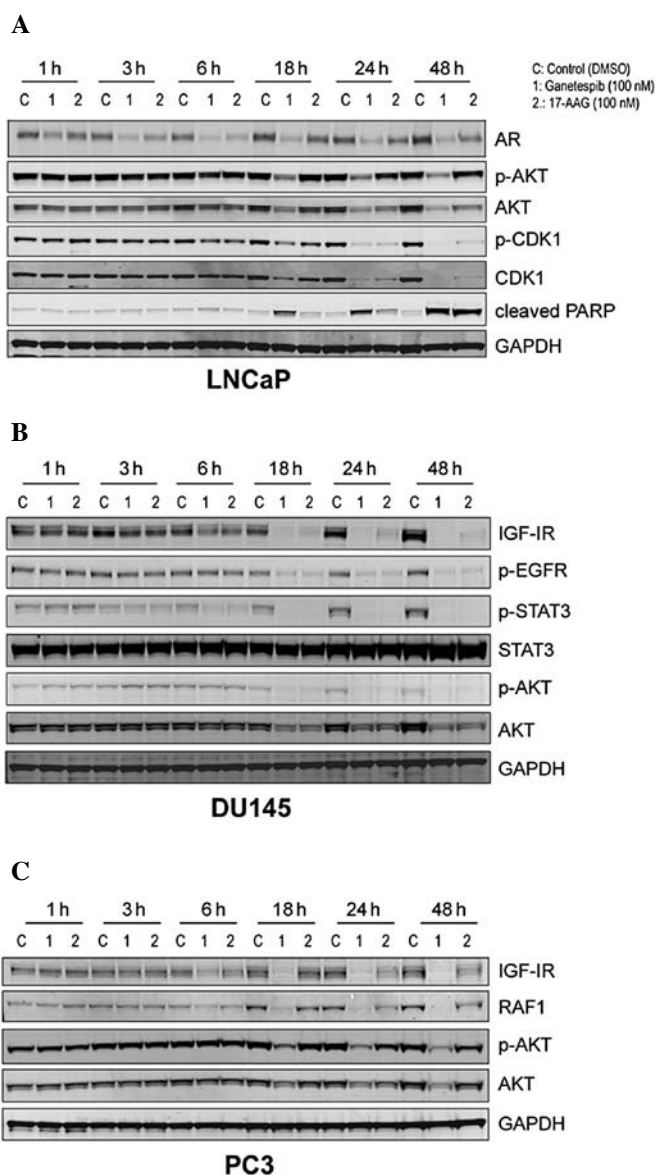 A
1 h 3 h 6 h 18 h 24 h 48 h
C 1 2 C 1 2 C 1 2 C 1 2 C 1 2 C 1 2
C: Control (DMSO)
1: Ganetespib (100 nM)
2.: 17-AAG (100 nM)
AR
p-AKT
AKT
p-CDK1
CDK1
cleaved PARP
GAPDH
LNCaP
B
1 h 3 h 6 h 18 h 24 h 48 h
C 1 2 C 1 2 C 1 2 C 1 2 C 1 2 C 1 2
IGF-IR
p-EGFR
p-STAT3
STAT3
p-AKT
AKT
GAPDH
DU145
C
1 h 3 h 6 h 18 h 24 h 48 h
C 1 2 C 1 2 C 1 2 C 1 2 C 1 2 C 1 2
IGF-IR
RAF1
p-AKT
AKT
GAPDH
PC3